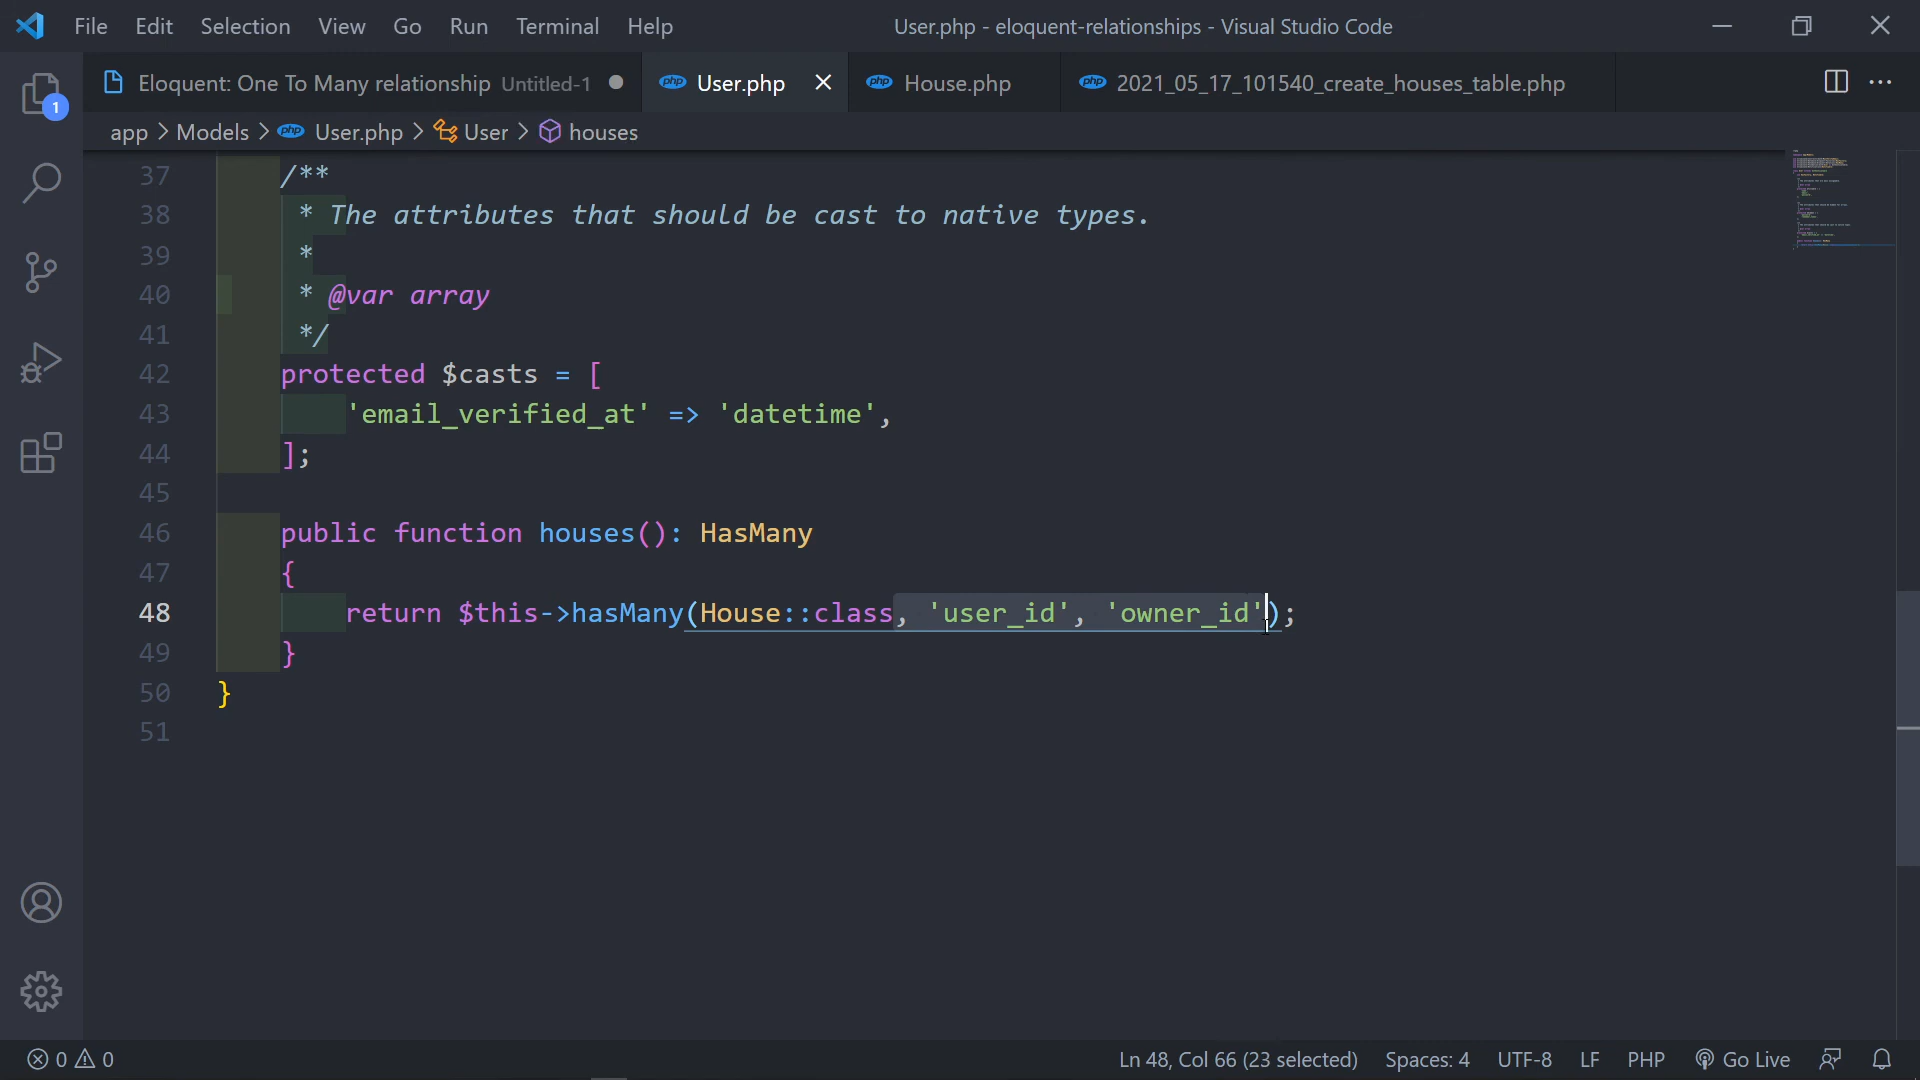 File Edit Selection View Go Run Terminal Help User.php - eloquent-relationships - Visual Studio Code
Eloquent: One To Many relationship Untitled-1 User.php House.php 2021_05_17_101540_create_houses_table.php
app > Models > User.php > User > houses
1
37 /**
38 * The attributes that should be cast to native types.
39 *
40 * @var array
41 */
42 protected $casts = [
43 'email_verified_at' => 'datetime',
44 ];
45
46 public function houses(): HasMany
47 {
48 return $this->hasMany(House::class, 'user_id', 'owner_id');
49 }
50 }
51
0 0 Ln 48, Col 66 (23 selected) Spaces: 4 UTF-8 LF PHP Go Live